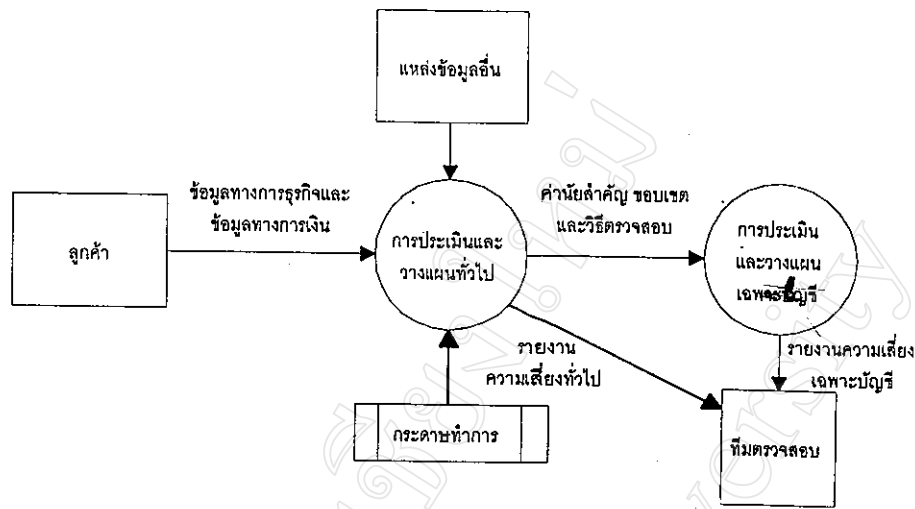 แหล่งข้อมูลอื่น
ข้อมูลทางการธุรกิจและ
ข้อมูลทางการเงิน
ลูกค้า
การประเมินและ
วางแผนทั่วไป
ค่านัยสำคัญ ขอบเขต
และวิธีตรวจสอบ
การประเมิน
และวางแผน
เฉพาะบัญชี
รายงาน
ความเสี่ยงทั่วไป
รายงานความเสี่ยง
เฉพาะบัญชี
กระดาษทำการ
ทีมตรวจสอบ